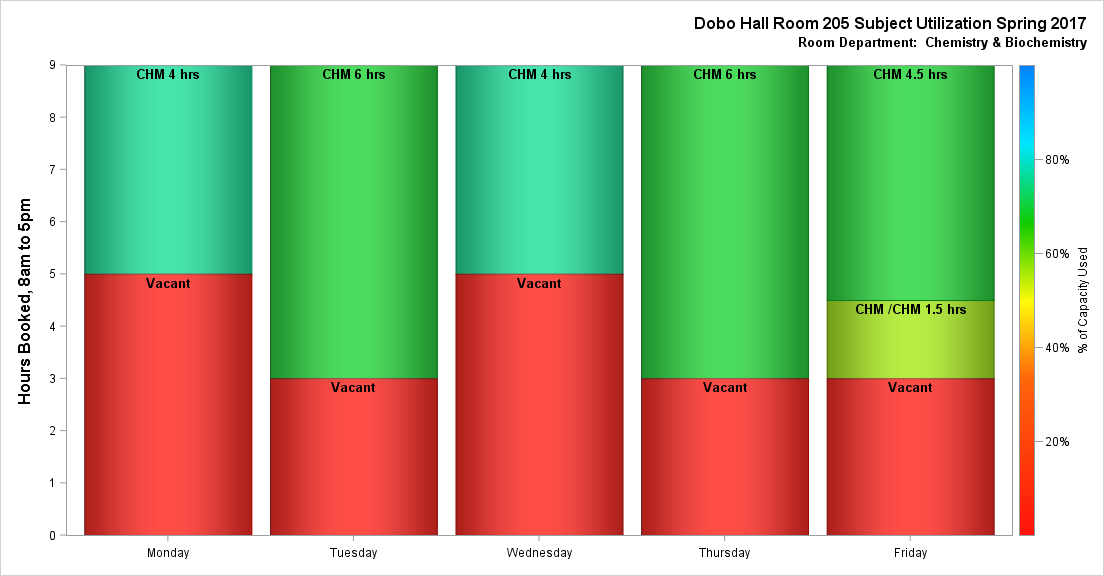 Dobo Hall Room 205 Subject Utilization Spring 2017
Room Department:  Chemistry & Biochemistry
Hours Booked, 8am to 5pm
9
8
7
6
5
4
3
2
1
0
CHM 4 hrs
Vacant
CHM 6 hrs
Vacant
CHM 4 hrs
Vacant
CHM 6 hrs
Vacant
CHM 4.5 hrs
CHM /CHM 1.5 hrs
Vacant
Monday
Tuesday
Wednesday
Thursday
Friday
80%
60%
40%
20%
% of Capacity Used